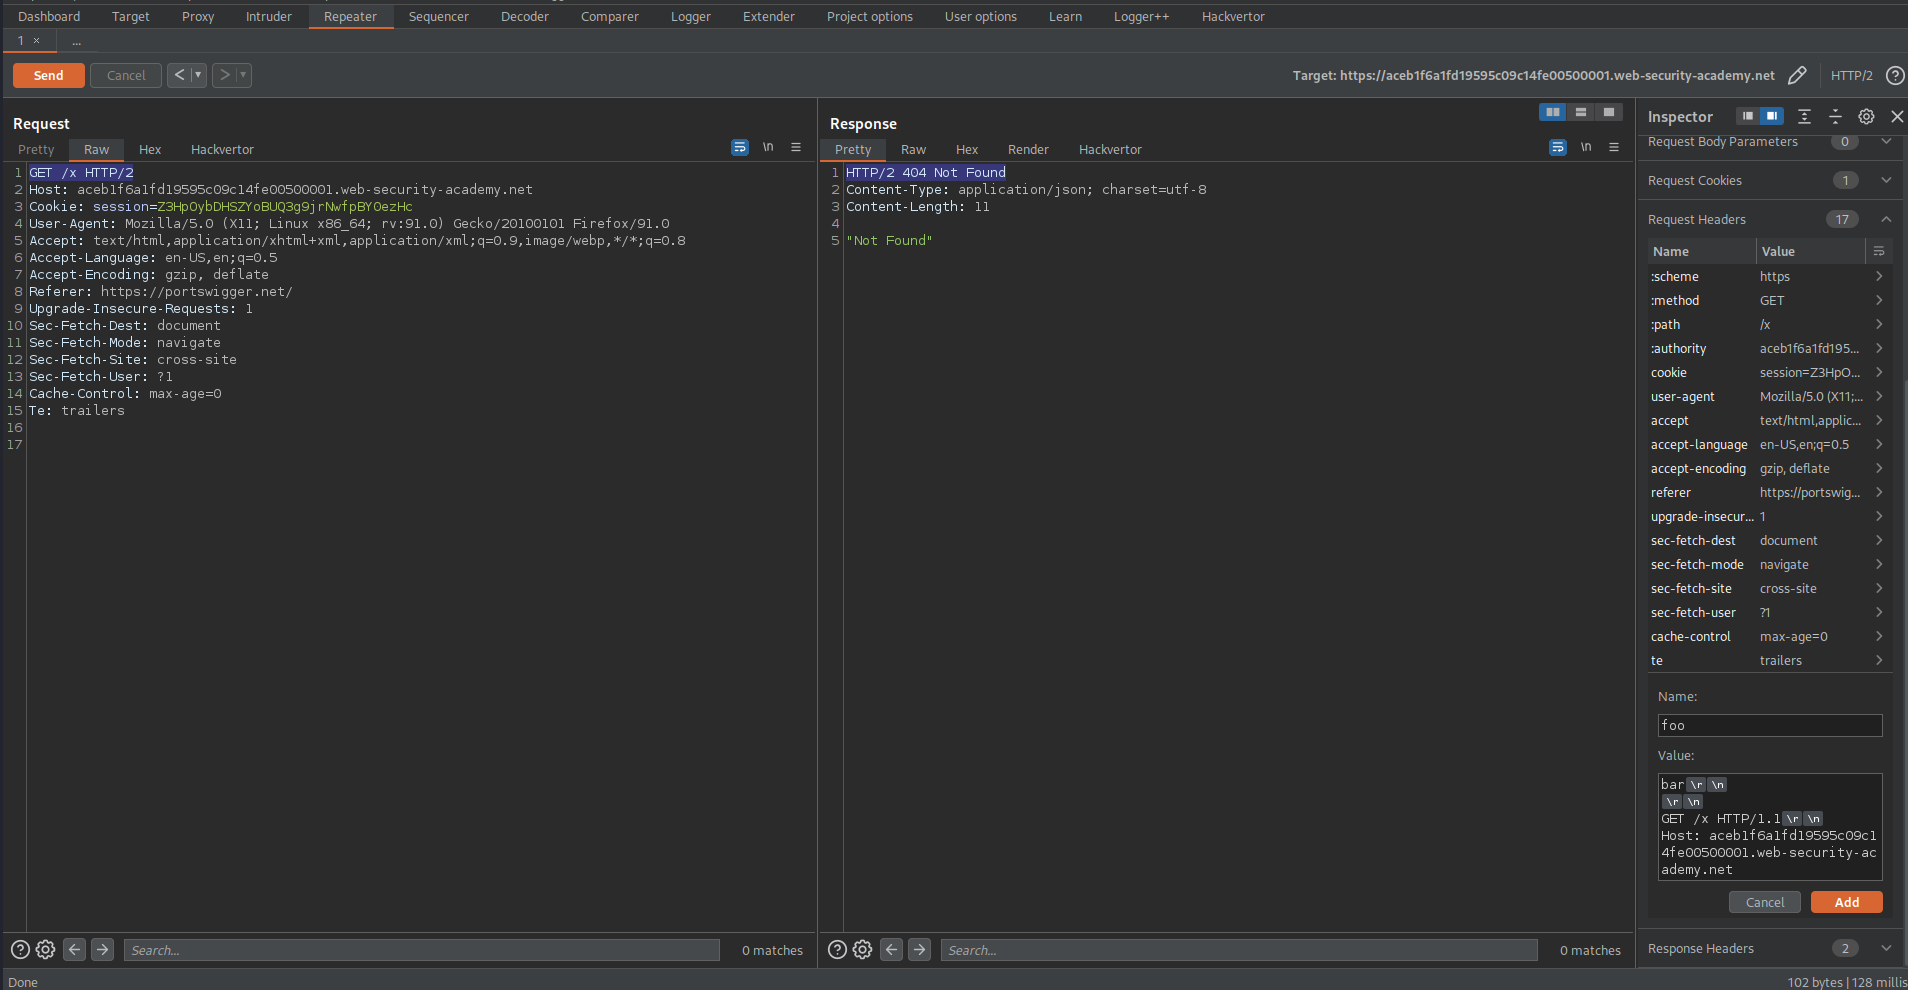 Dashboard Target Proxy Intruder Repeater Sequencer Decoder Comparer Logger Extender Project options User options Learn Logger++ Hackvertor
1 × ...
Send Cancel < ▾ > ▾ Target: https://aceb1f6a1fd19595c09c14fe00500001.web-security-academy.net HTTP/2 ?
Request
Pretty Raw Hex Hackvertor \n
1 GET /x HTTP/2
2 Host: aceb1f6a1fd19595c09c14fe00500001.web-security-academy.net
3 Cookie: session=Z3HpOybDHSZYoBUQ3g9jrNwfpBYOezHc
4 User-Agent: Mozilla/5.0 (X11; Linux x86_64; rv:91.0) Gecko/20100101 Firefox/91.0
5 Accept: text/html,application/xhtml+xml,application/xml;q=0.9,image/webp,*/*;q=0.8
6 Accept-Language: en-US,en;q=0.5
7 Accept-Encoding: gzip, deflate
8 Referer: https://portswigger.net/
9 Upgrade-Insecure-Requests: 1
10 Sec-Fetch-Dest: document
11 Sec-Fetch-Mode: navigate
12 Sec-Fetch-Site: cross-site
13 Sec-Fetch-User: ?1
14 Cache-Control: max-age=0
15 Te: trailers
16
17
? Search... 0 matches
Response
Pretty Raw Hex Render Hackvertor \n
1 HTTP/2 404 Not Found
2 Content-Type: application/json; charset=utf-8
3 Content-Length: 11
4
5 "Not Found"
? Search... 0 matches
Inspector
Request Body Parameters 0
Request Cookies 1
Request Headers 17
Name Value
:scheme https
:method GET
:path /x
:authority aceb1f6a1fd195...
cookie session=Z3HpO...
user-agent Mozilla/5.0 (X11;...
accept text/html,applic...
accept-language en-US,en;q=0.5
accept-encoding gzip, deflate
referer https://portswig...
upgrade-insecur... 1
sec-fetch-dest document
sec-fetch-mode navigate
sec-fetch-site cross-site
sec-fetch-user ?1
cache-control max-age=0
te trailers
Name:
foo
Value:
bar \r \n
\r \n
GET /x HTTP/1.1 \r \n
Host: aceb1f6a1fd19595c09c1
4fe00500001.web-security-ac
ademy.net
Cancel Add
Response Headers 2
Done 102 bytes | 128 millis